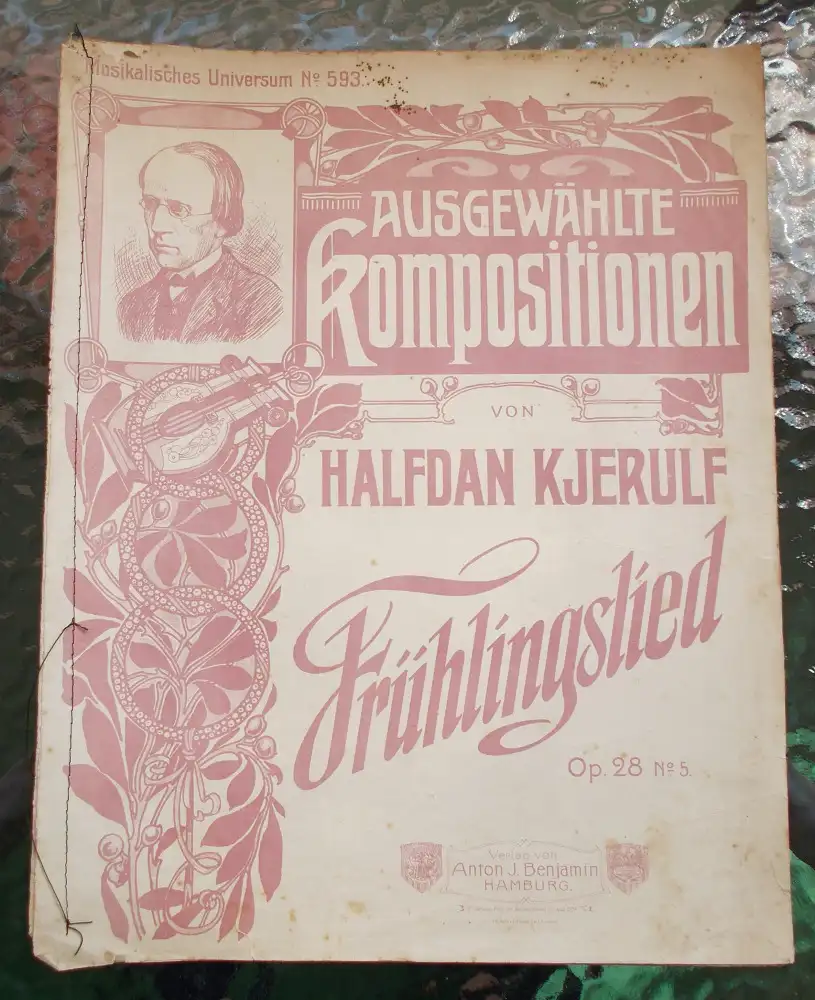 Musikalisches Universum Nº 593.
AUSGEWÄHLTE
Kompositionen
VON
HALFDAN KJERULF
Frühlingslied
Op. 28 Nº 5.
Verlag von
Anton J. Benjamin
HAMBURG.